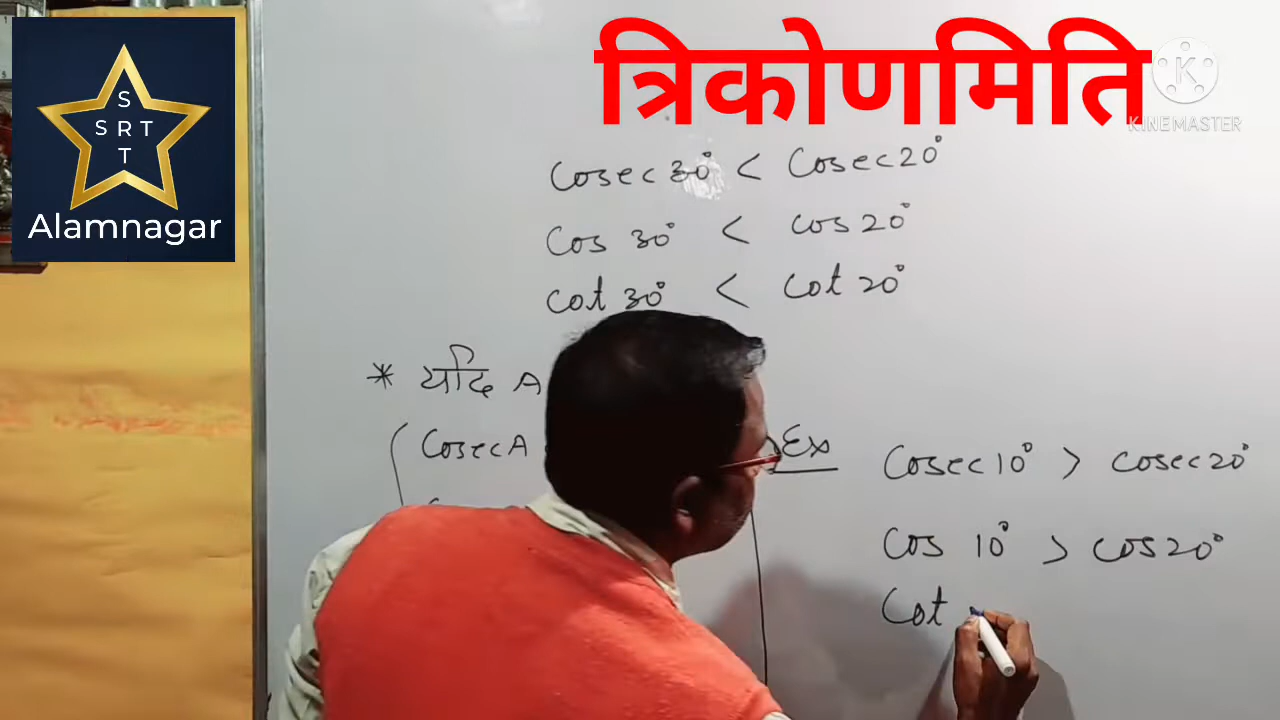 त्रिकोणमिति
K
KINEMASTER
S
S R T
T
Alamnagar
Cosec 30° < Cosec 20°
Cos 30° < Cos 20°
Cot 30° < Cot 20°
* यदि A
CosecA
Ex
Cosec 10° > Cosec 20°
Cos 10° > Cos 20°
Cot